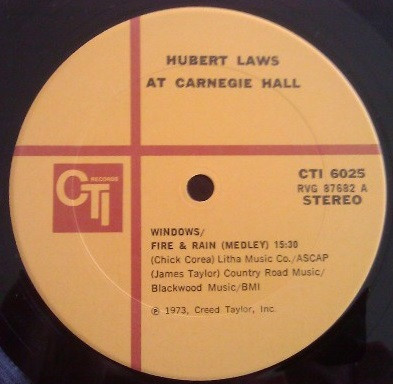 HUBERT LAWS
AT CARNEGIE HALL
CTI 6025
RVG 87682 A
STEREO
CTI
RECORDS
WINDOWS/
FIRE & RAIN (MEDLEY) 15:30
(Chick Corea) Litha Music Co./ASCAP
(James Taylor) Country Road Music/
Blackwood Music/BMI
℗ 1973, Creed Taylor, Inc.